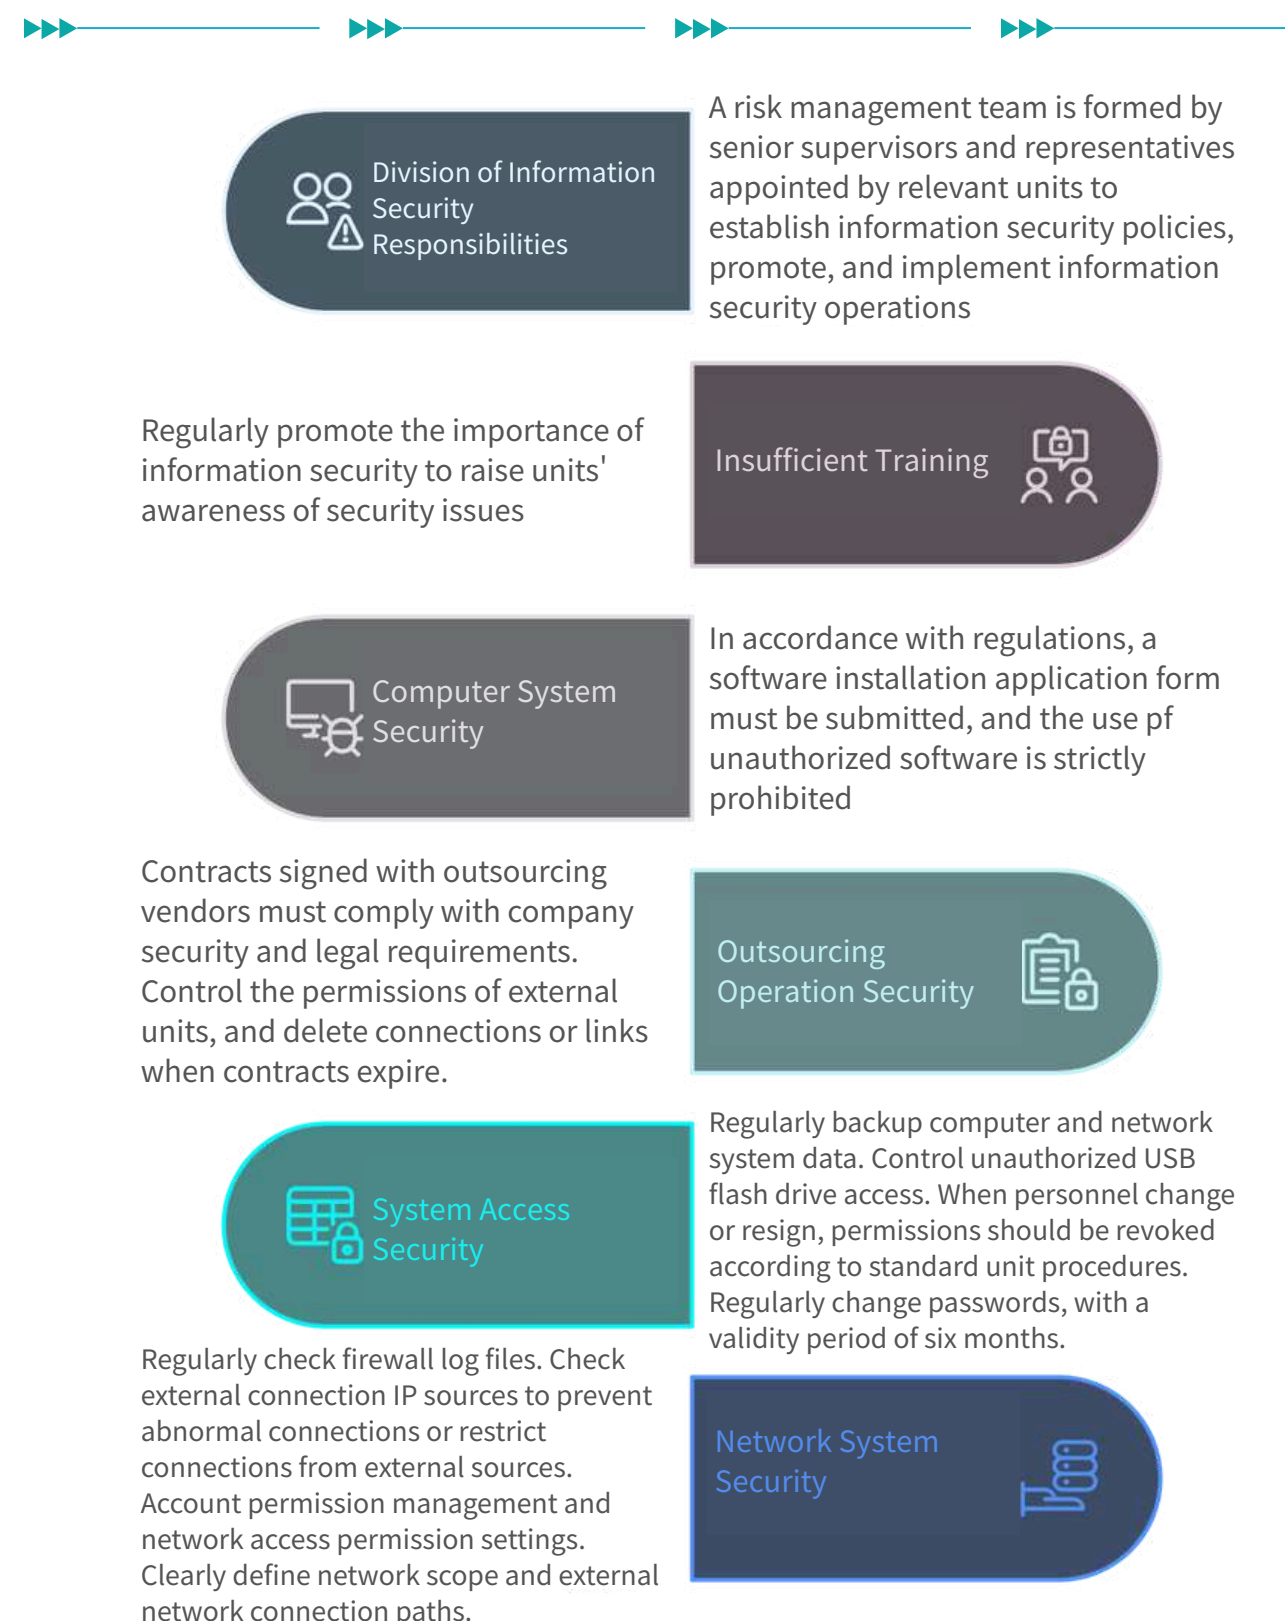 Division of Information
Security
Responsibilities
A risk management team is formed by
senior supervisors and representatives
appointed by relevant units to
establish information security policies,
promote, and implement information
security operations
Regularly promote the importance of
information security to raise units'
awareness of security issues
Insufficient Training
Computer System
Security
In accordance with regulations, a
software installation application form
must be submitted, and the use pf
unauthorized software is strictly
prohibited
Contracts signed with outsourcing
vendors must comply with company
security and legal requirements.
Control the permissions of external
units, and delete connections or links
when contracts expire.
Outsourcing
Operation Security
System Access
Security
Regularly backup computer and network
system data. Control unauthorized USB
flash drive access. When personnel change
or resign, permissions should be revoked
according to standard unit procedures.
Regularly change passwords, with a
validity period of six months.
Regularly check firewall log files. Check
external connection IP sources to prevent
abnormal connections or restrict
connections from external sources.
Account permission management and
network access permission settings.
Clearly define network scope and external
network connection paths.
Network System
Security